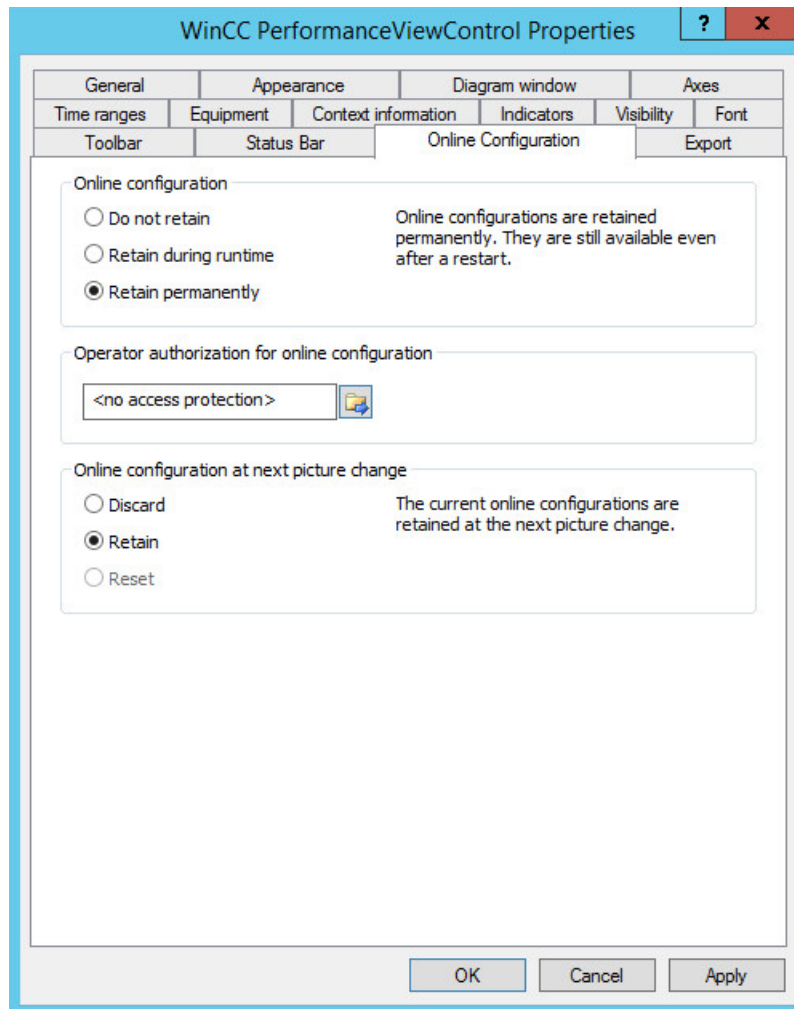 WinCC PerformanceViewControl Properties
? x
General Appearance Diagram window Axes
Time ranges Equipment Context information Indicators Visibility Font
Toolbar Status Bar Online Configuration Export
Online configuration
Do not retain
Retain during runtime
Retain permanently
Online configurations are retained
permanently. They are still available even
after a restart.
Operator authorization for online configuration
<no access protection>
Online configuration at next picture change
Discard
Retain
Reset
The current online configurations are
retained at the next picture change.
OK Cancel Apply